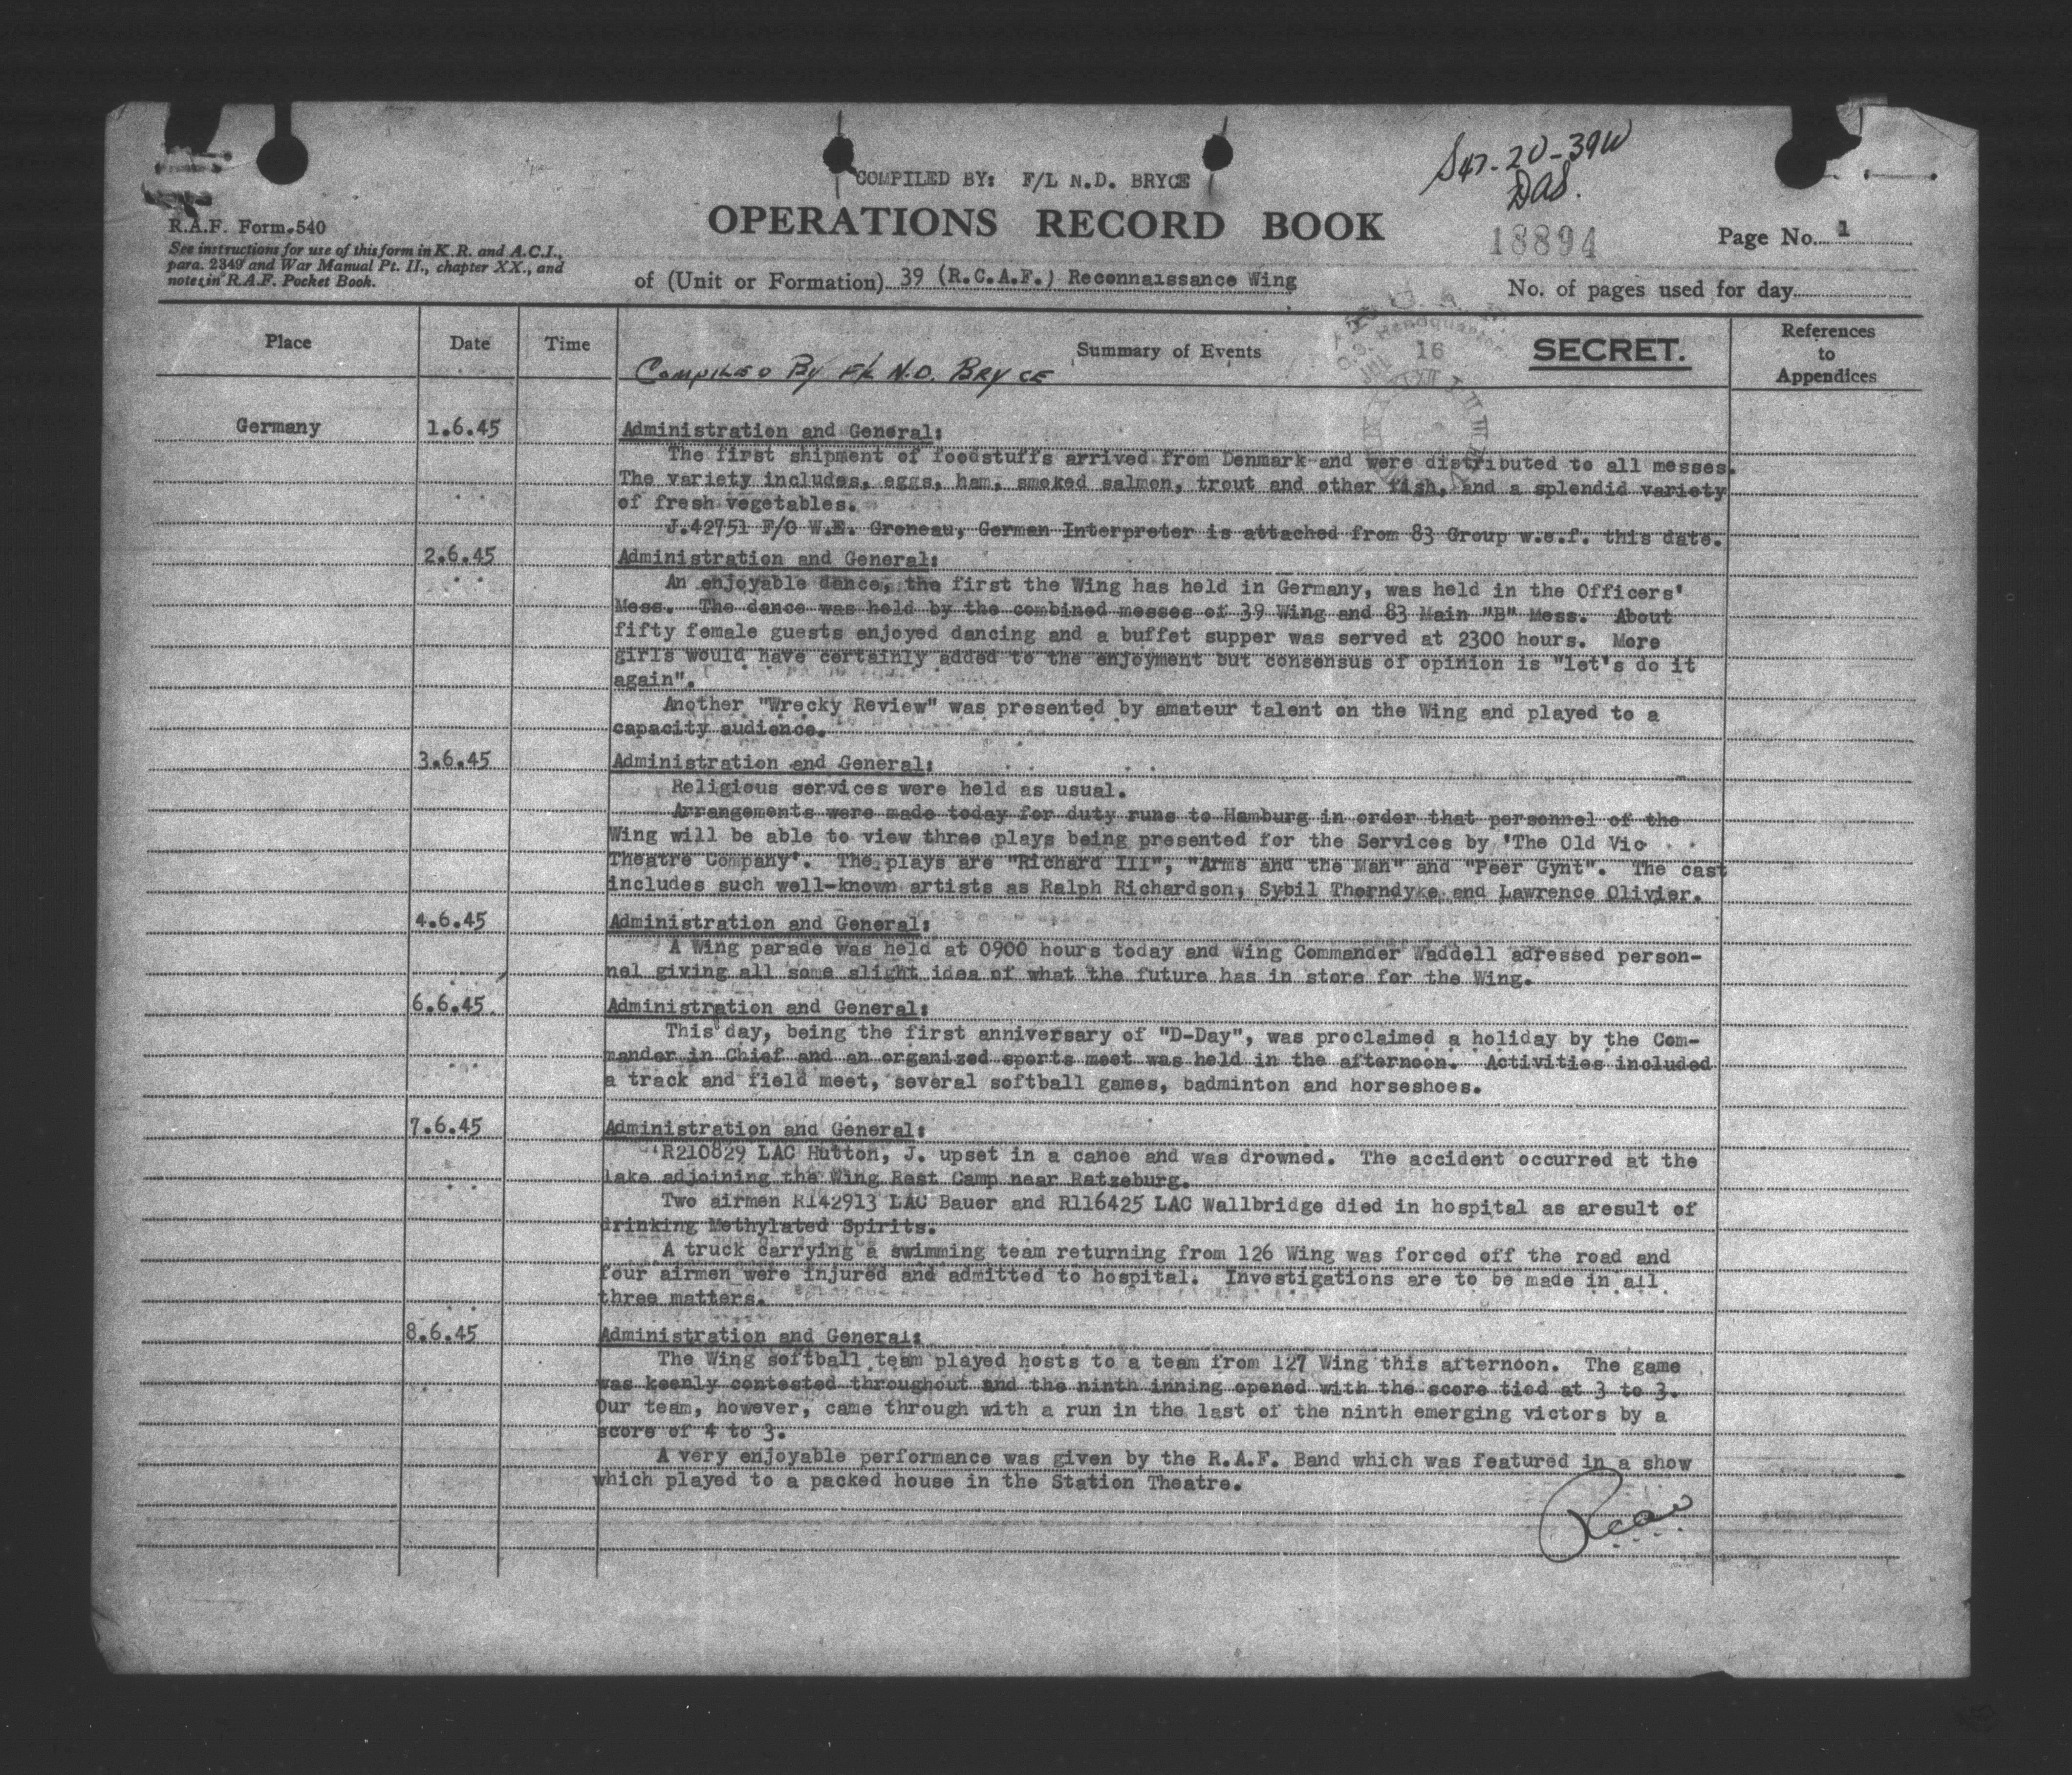 COMPILED BY: F/L N.D. BRYCE
S47-20-39W
DAS.
R.A.F. Form 540
See instructions for use of this form in K.R. and A.C.I.,
para. 2349 and War Manual Pt. II., chapter XX., and
notes in R.A.F. Pocket Book.
OPERATIONS RECORD BOOK
18894
Page No. 1
of (Unit or Formation) 39 (R.C.A.F.) Reconnaissance Wing
No. of pages used for day
Place Date Time Summary of Events SECRET. References to Appendices
16
COMPILED BY F/L N.D. BRYCE
Germany 1.6.45 Administration and General:
The first shipment of foodstuffs arrived from Denmark and were distributed to all messes.
The variety includes, eggs, ham, smoked salmon, trout and other fish, and a splendid variety
of fresh vegetables.
J.42751 F/O W.E. Groneau, German Interpreter is attached from 83 Group w.e.f. this date.
2.6.45 Administration and General:
An enjoyable dance, the first the Wing has held in Germany, was held in the Officers'
Mess. The dance was held by the combined messes of 39 Wing and 83 Main "B" Mess. About
fifty female guests enjoyed dancing and a buffet supper was served at 2300 hours. More
girls would have certainly added to the enjoyment but consensus of opinion is "let's do it
again".
Another "Wrecky Review" was presented by amateur talent on the Wing and played to a
capacity audience.
3.6.45 Administration and General:
Religious services were held as usual.
Arrangements were made today for duty runs to Hamburg in order that personnel of the
Wing will be able to view three plays being presented for the Services by 'The Old Vic
Theatre Company'. The plays are "Richard III", "Arms and the Man" and "Peer Gynt". The cast
includes such well-known artists as Ralph Richardson, Sybil Thorndyke and Lawrence Olivier.
4.6.45 Administration and General:
A Wing parade was held at 0900 hours today and Wing Commander Waddell adressed person-
nel giving all some slight idea of what the future has in store for the Wing.
6.6.45 Administration and General:
This day, being the first anniversary of "D-Day", was proclaimed a holiday by the Com-
mander in Chief and an organized sports meet was held in the afternoon. Activities included
a track and field meet, several softball games, badminton and horseshoes.
7.6.45 Administration and General:
R210829 LAC Hutton, J. upset in a canoe and was drowned. The accident occurred at the
lake adjoining the Wing Rest Camp near Ratzeburg.
Two airmen R142913 LAC Bauer and R116425 LAC Wallbridge died in hospital as aresult of
drinking Methylated Spirits.
A truck carrying a swimming team returning from 126 Wing was forced off the road and
four airmen were injured and admitted to hospital. Investigations are to be made in all
three matters.
8.6.45 Administration and General:
The Wing softball team played hosts to a team from 127 Wing this afternoon. The game
was keenly contested throughout and the ninth inning opened with the score tied at 3 to 3.
Our team, however, came through with a run in the last of the ninth emerging victors by a
score of 4 to 3.
A very enjoyable performance was given by the R.A.F. Band which was featured in a show
which played to a packed house in the Station Theatre.